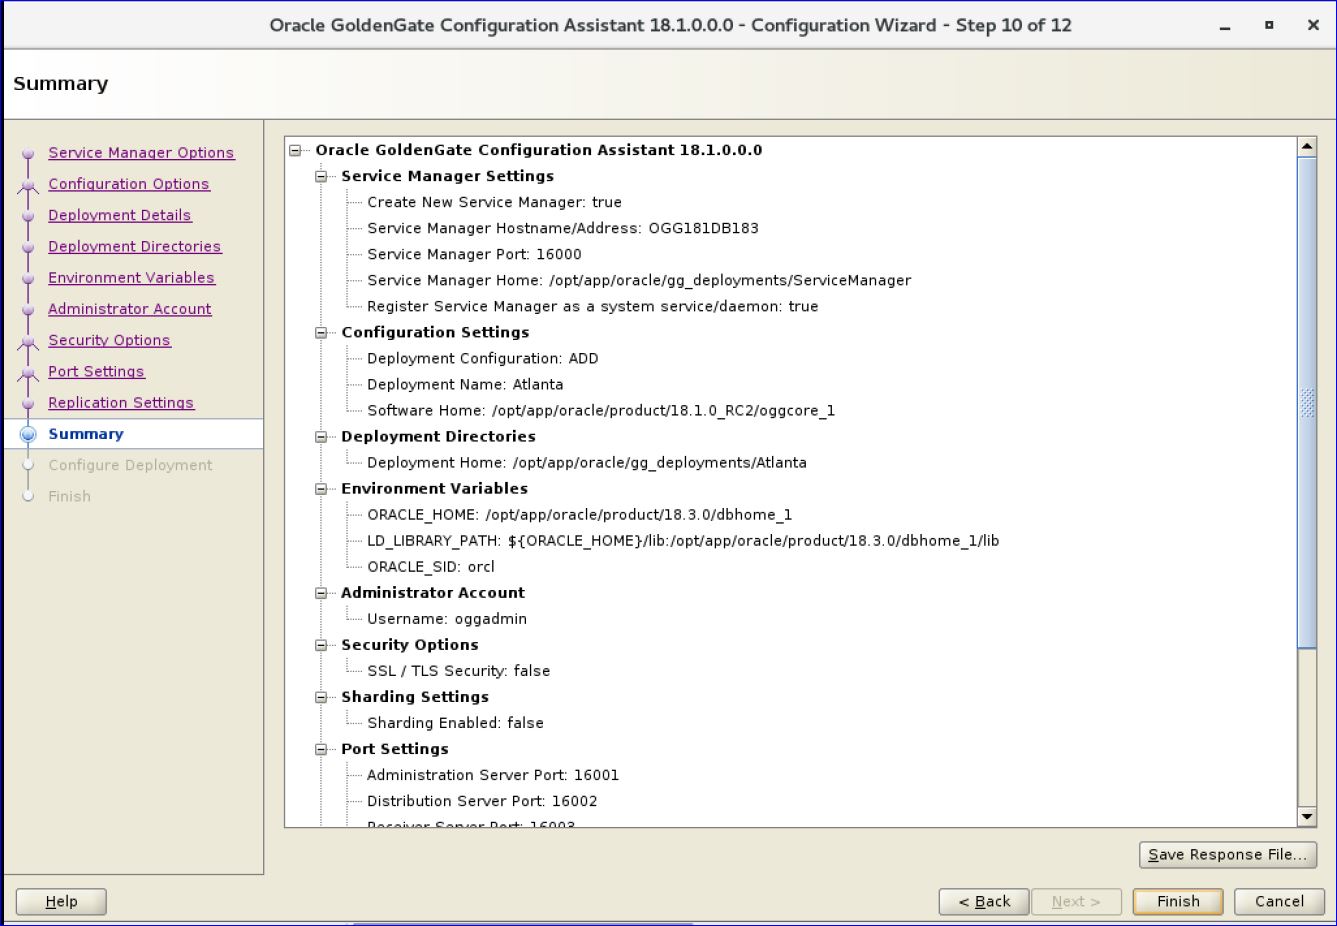 Oracle GoldenGate Configuration Assistant 18.1.0.0.0 - Configuration Wizard - Step 10 of 12
Summary
Service Manager Options
Configuration Options
Deployment Details
Deployment Directories
Environment Variables
Administrator Account
Security Options
Port Settings
Replication Settings
Summary
Configure Deployment
Finish
Oracle GoldenGate Configuration Assistant 18.1.0.0.0
Service Manager Settings
Create New Service Manager: true
Service Manager Hostname/Address: OGG181DB183
Service Manager Port: 16000
Service Manager Home: /opt/app/oracle/gg_deployments/ServiceManager
Register Service Manager as a system service/daemon: true
Configuration Settings
Deployment Configuration: ADD
Deployment Name: Atlanta
Software Home: /opt/app/oracle/product/18.1.0_RC2/oggcore_1
Deployment Directories
Deployment Home: /opt/app/oracle/gg_deployments/Atlanta
Environment Variables
ORACLE_HOME: /opt/app/oracle/product/18.3.0/dbhome_1
LD_LIBRARY_PATH: ${ORACLE_HOME}/lib:/opt/app/oracle/product/18.3.0/dbhome_1/lib
ORACLE_SID: orcl
Administrator Account
Username: oggadmin
Security Options
SSL / TLS Security: false
Sharding Settings
Sharding Enabled: false
Port Settings
Administration Server Port: 16001
Distribution Server Port: 16002
Receiver Server Port: 16003
Save Response File...
Help
< Back
Next >
Finish
Cancel